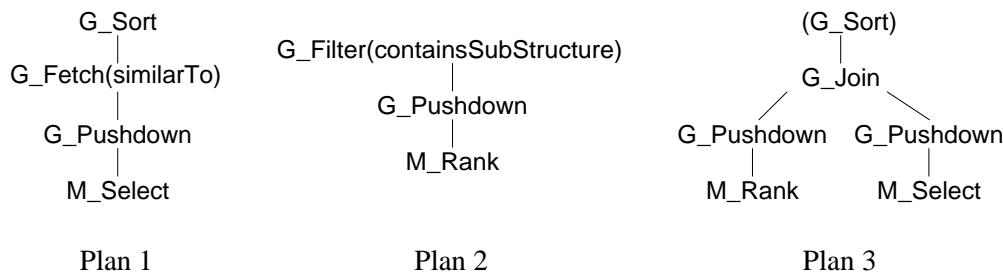 G_Sort
G_Fetch(similarTo)
G_Pushdown
M_Select
Plan 1
G_Filter(containsSubStructure)
G_Pushdown
M_Rank
Plan 2
(G_Sort)
G_Join
G_Pushdown G_Pushdown
M_Rank M_Select
Plan 3